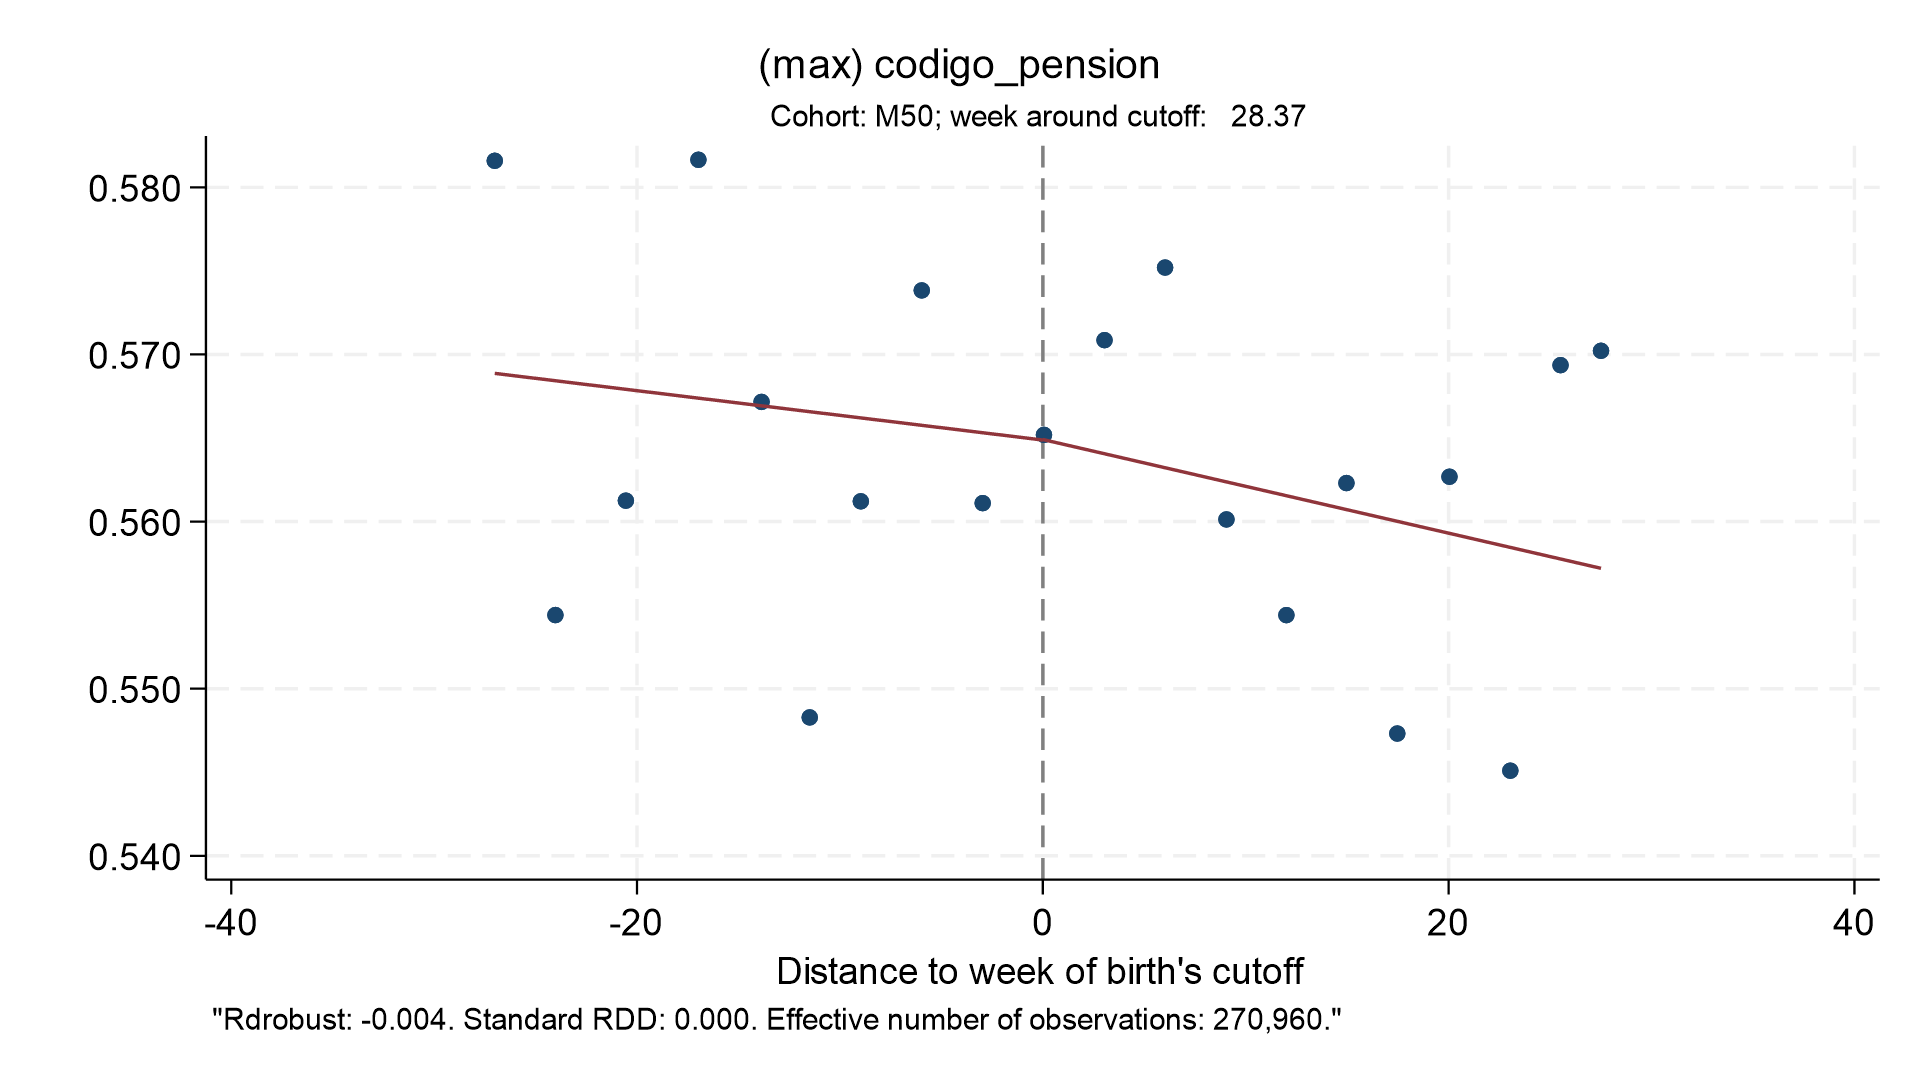 (max) codigo_pension
Cohort: M50; week around cutoff: 28.37
0.580
0.570
0.560
0.550
0.540
-40 -20 0 20 40
Distance to week of birth's cutoff
"Rdrobust: -0.004. Standard RDD: 0.000. Effective number of observations: 270,960."